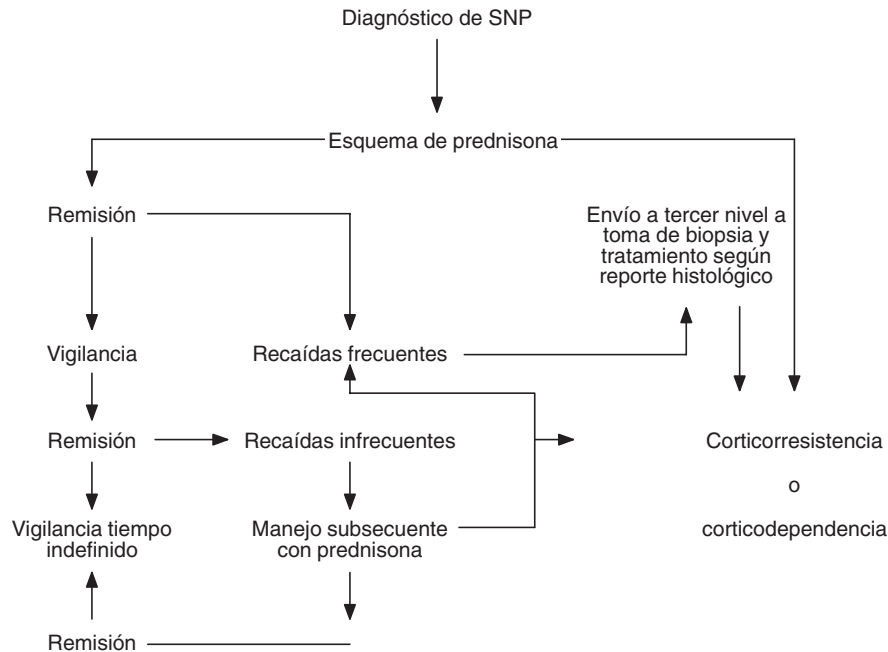 Diagnóstico de SNP
Esquema de prednisona
Remisión
Envío a tercer nivel a
toma de biopsia y
tratamiento según
reporte histológico
Vigilancia
Recaídas frecuentes
Remisión
Recaídas infrecuentes
Corticorresistencia
o
corticodependencia
Vigilancia tiempo
indefinido
Manejo subsecuente
con prednisona
Remisión